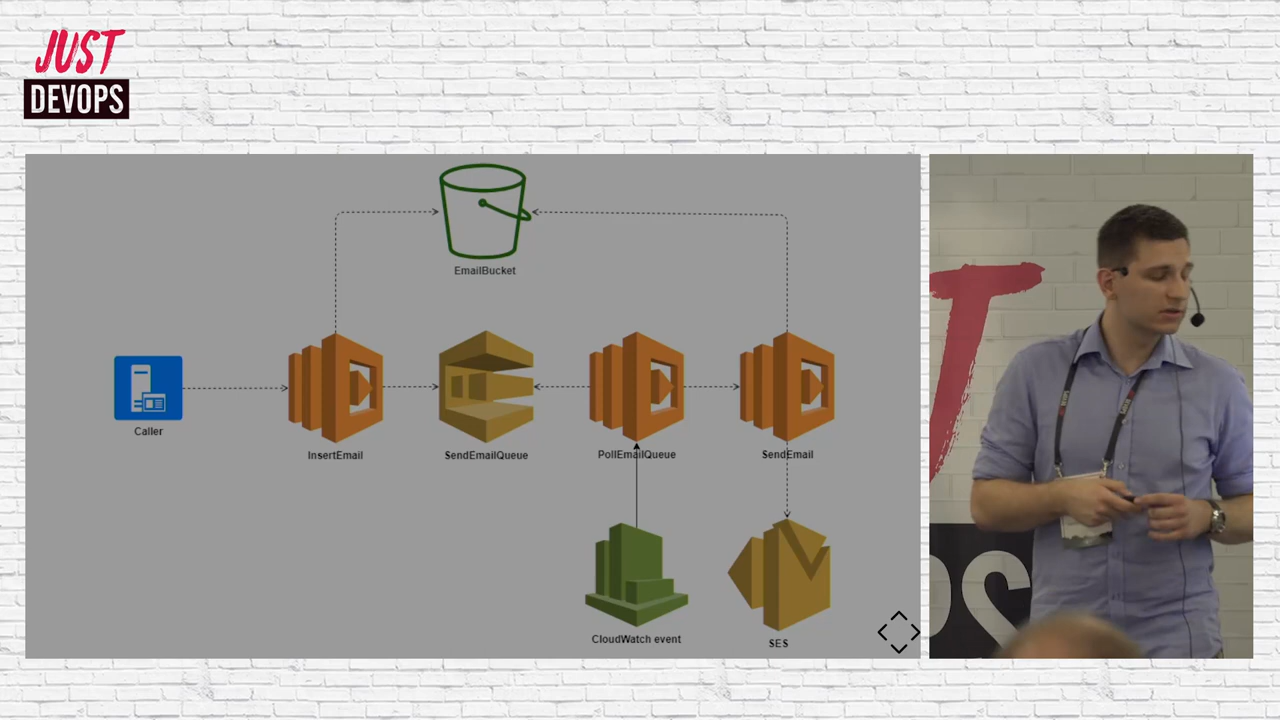 JUST
DEVOPS
EmailBucket
Caller
InsertEmail
SendEmailQueue
PollEmailQueue
SendEmail
CloudWatch event
SES